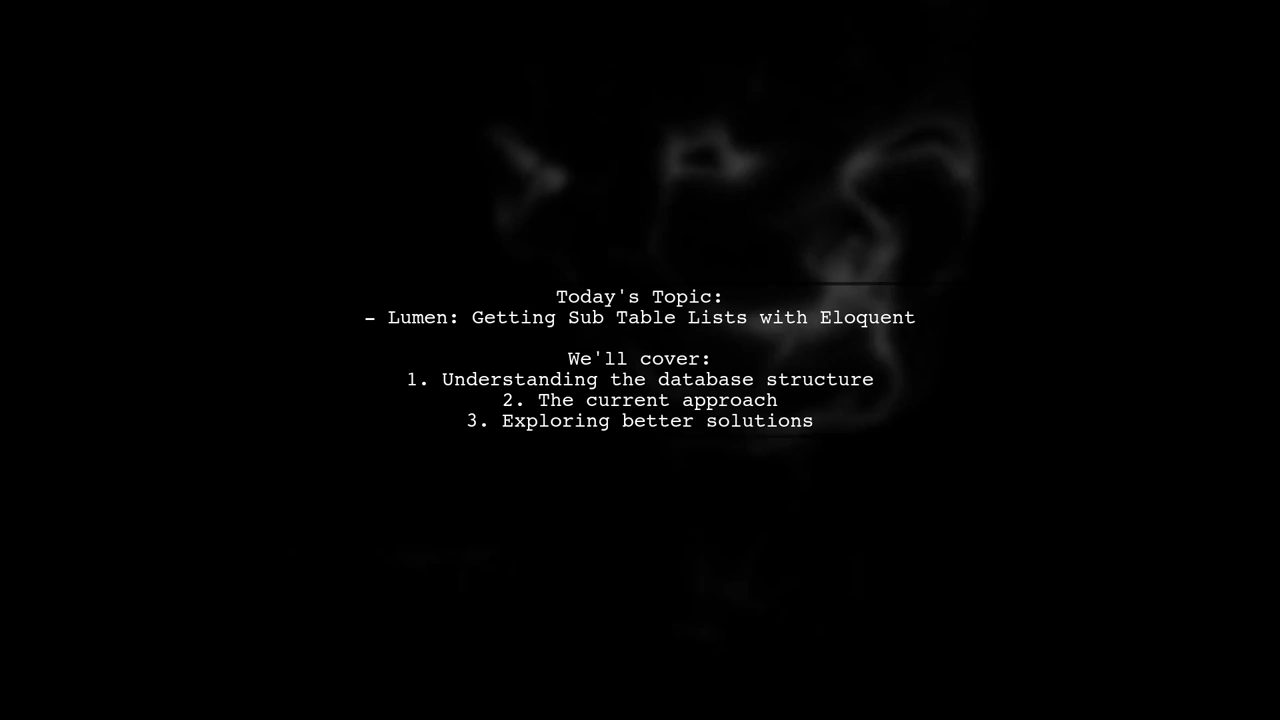 Today's Topic:
- Lumen: Getting Sub Table Lists with Eloquent
We'll cover:
1. Understanding the database structure
2. The current approach
3. Exploring better solutions